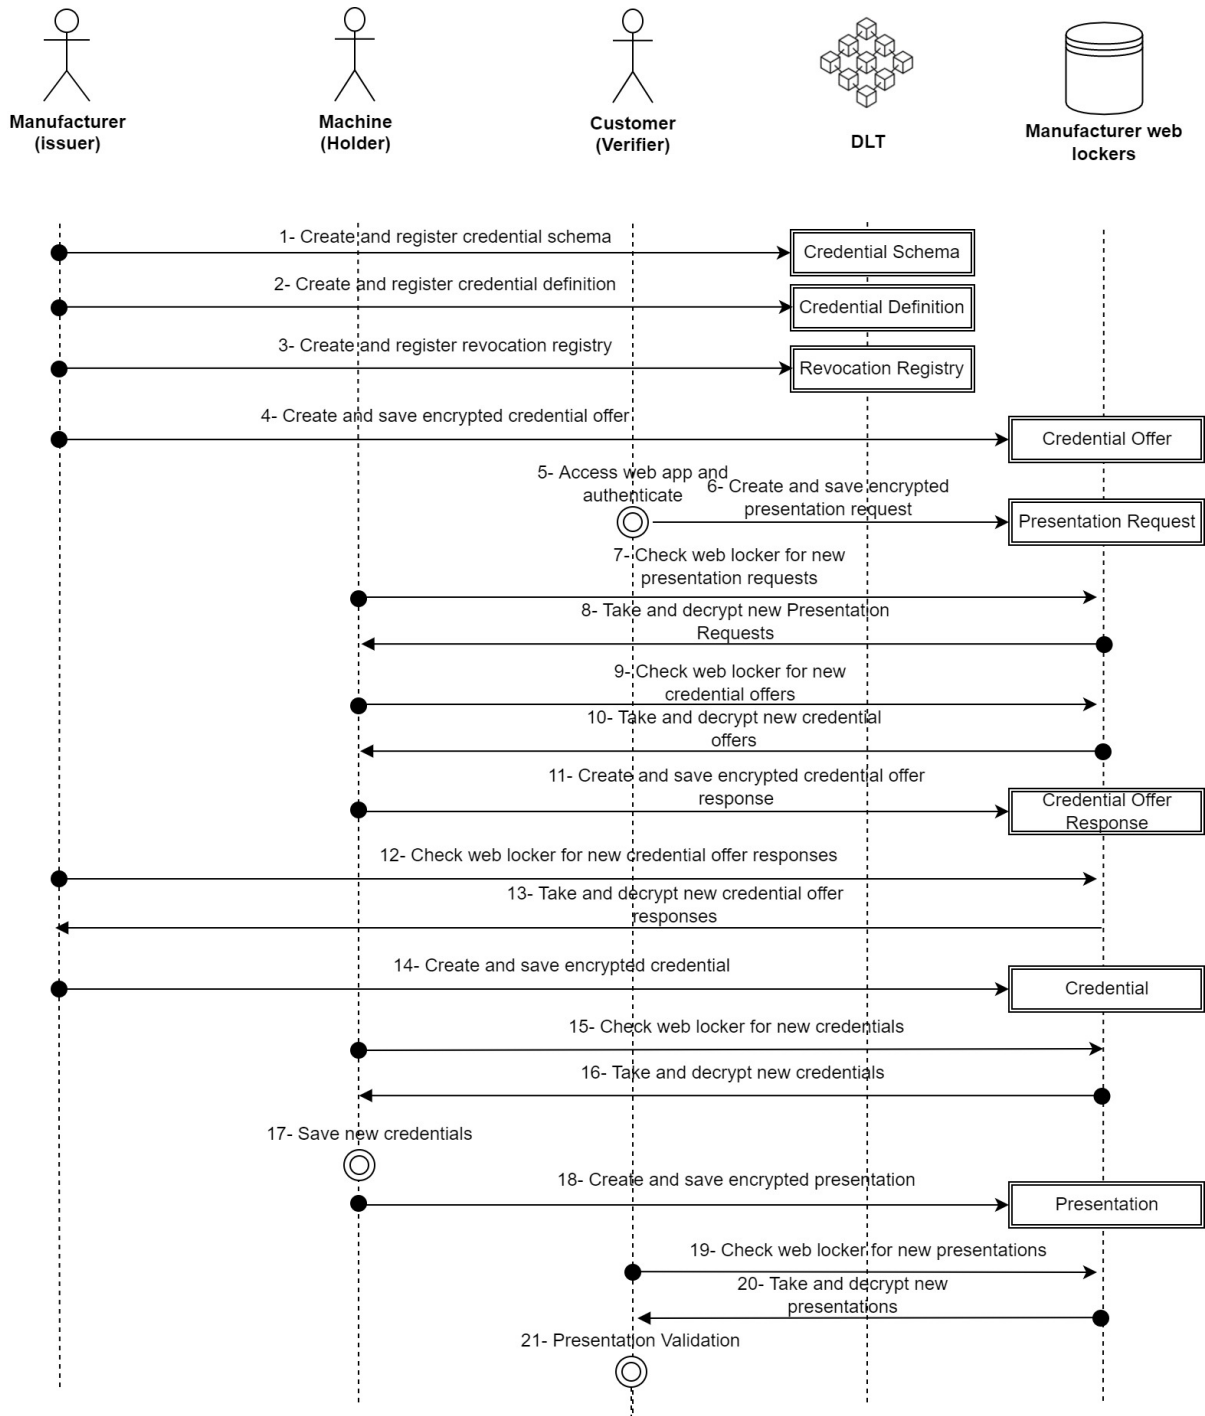 Manufacturer
(issuer)
Machine
(Holder)
Customer
(Verifier)
DLT
Manufacturer web
lockers
1- Create and register credential schema
Credential Schema
2- Create and register credential definition
Credential Definition
3- Create and register revocation registry
Revocation Registry
4- Create and save encrypted credential offer
Credential Offer
5- Access web app and
authenticate
6- Create and save encrypted
presentation request
Presentation Request
7- Check web locker for new
presentation requests
8- Take and decrypt new Presentation
Requests
9- Check web locker for new
credential offers
10- Take and decrypt new credential
offers
11- Create and save encrypted credential offer
response
Credential Offer
Response
12- Check web locker for new credential offer responses
13- Take and decrypt new credential offer
responses
14- Create and save encrypted credential
Credential
15- Check web locker for new credentials
16- Take and decrypt new credentials
17- Save new credentials
18- Create and save encrypted presentation
Presentation
19- Check web locker for new presentations
20- Take and decrypt new
presentations
21- Presentation Validation